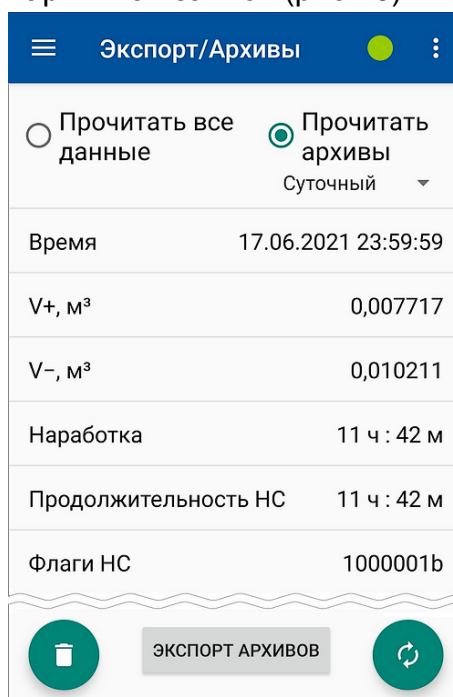 Экспорт/Архивы
Прочитать все
данные
Прочитать
архивы
Суточный
Время 17.06.2021 23:59:59
V+, м³ 0,007717
V−, м³ 0,010211
Наработка 11 ч : 42 м
Продолжительность НС 11 ч : 42 м
Флаги НС 1000001b
ЭКСПОРТ АРХИВОВ